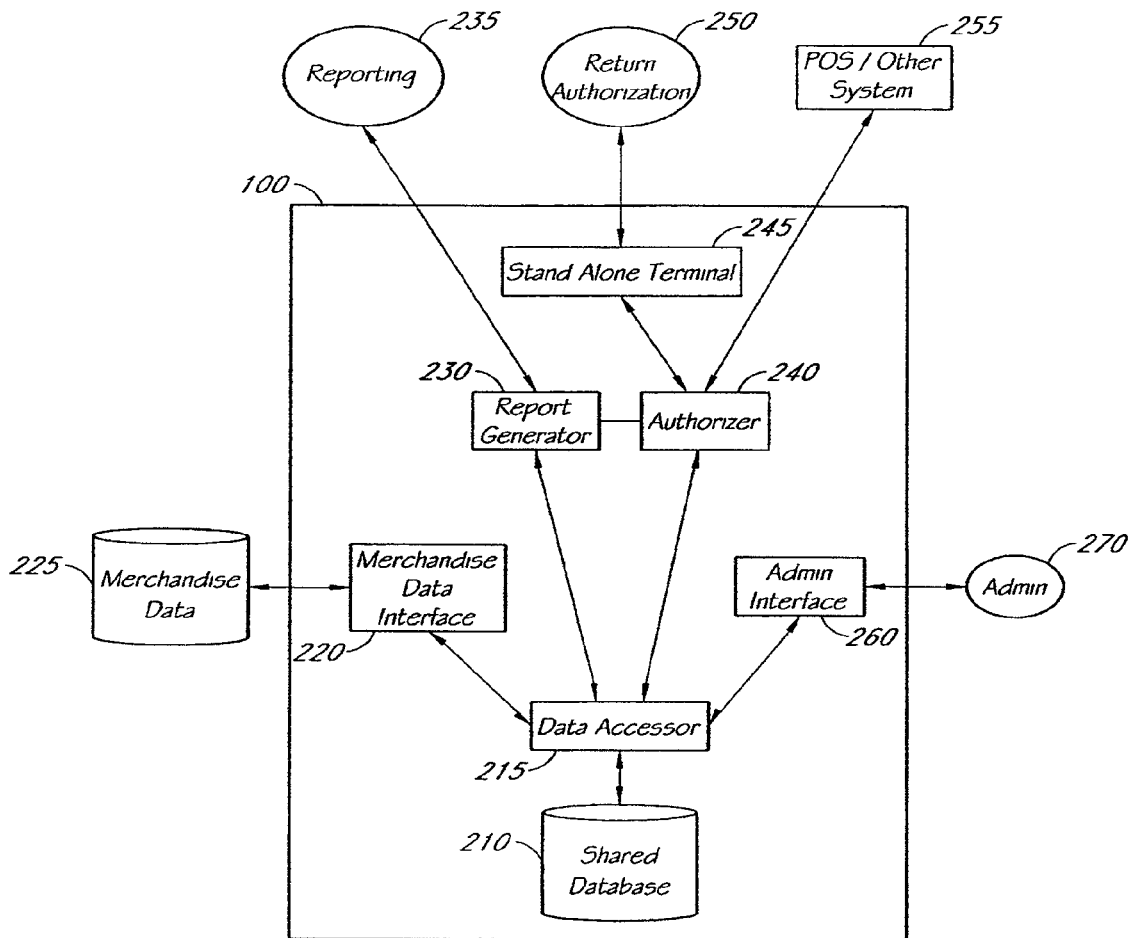 235
250
255
Reporting
Return
Authorization
POS / Other
System
100
245
Stand Alone Terminal
230
240
Report
Generator
Authorizer
225
Merchandise
Data
Merchandise
Data
Interface
220
Admin
Interface
260
270
Admin
Data Accessor
215
210
Shared
Database